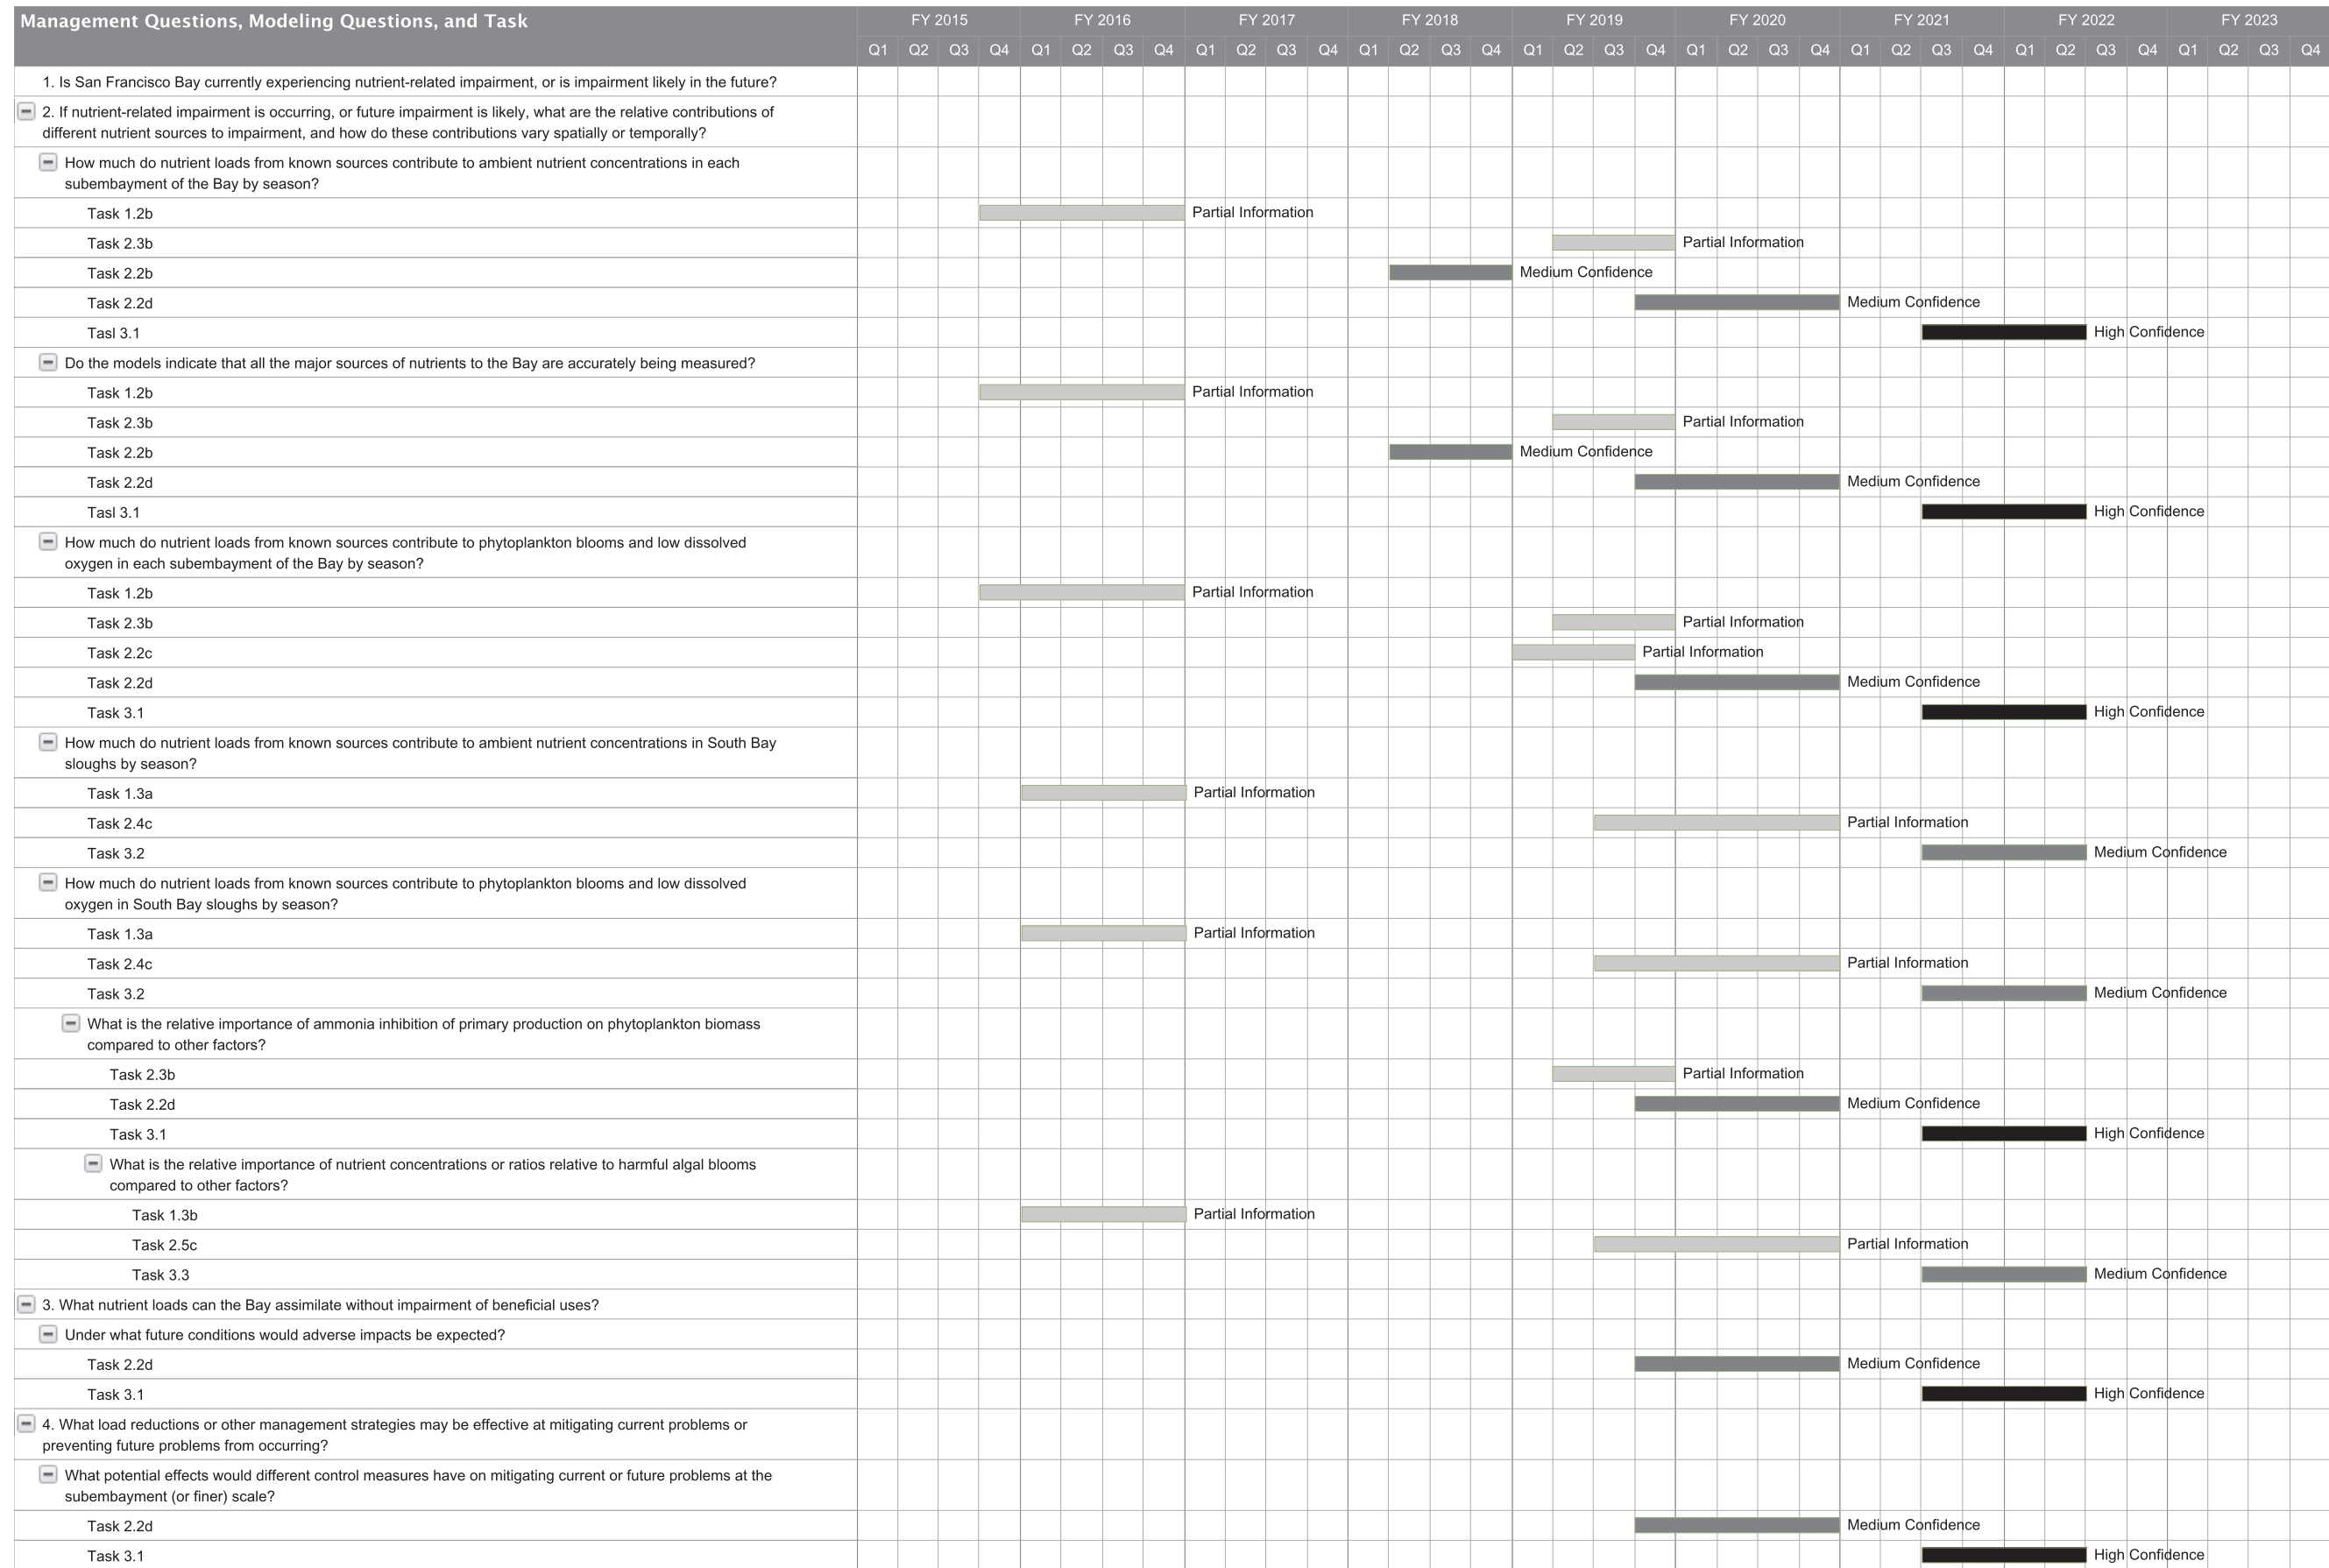 Management Questions, Modeling Questions, and Task
FY 2015 FY 2016 FY 2017 FY 2018 FY 2019 FY 2020 FY 2021 FY 2022 FY 2023
Q1 Q2 Q3 Q4 Q1 Q2 Q3 Q4 Q1 Q2 Q3 Q4 Q1 Q2 Q3 Q4 Q1 Q2 Q3 Q4 Q1 Q2 Q3 Q4 Q1 Q2 Q3 Q4 Q1 Q2 Q3 Q4 Q1 Q2 Q3 Q4
1. Is San Francisco Bay currently experiencing nutrient-related impairment, or is impairment likely in the future?
2. If nutrient-related impairment is occurring, or future impairment is likely, what are the relative contributions of
different nutrient sources to impairment, and how do these contributions vary spatially or temporally?
How much do nutrient loads from known sources contribute to ambient nutrient concentrations in each
subembayment of the Bay by season?
Task 1.2b Partial Information
Task 2.3b Partial Information
Task 2.2b Medium Confidence
Task 2.2d Medium Confidence
Tasl 3.1 High Confidence
Do the models indicate that all the major sources of nutrients to the Bay are accurately being measured?
Task 1.2b Partial Information
Task 2.3b Partial Information
Task 2.2b Medium Confidence
Task 2.2d Medium Confidence
Tasl 3.1 High Confidence
How much do nutrient loads from known sources contribute to phytoplankton blooms and low dissolved
oxygen in each subembayment of the Bay by season?
Task 1.2b Partial Information
Task 2.3b Partial Information
Task 2.2c Partial Information
Task 2.2d Medium Confidence
Task 3.1 High Confidence
How much do nutrient loads from known sources contribute to ambient nutrient concentrations in South Bay
sloughs by season?
Task 1.3a Partial Information
Task 2.4c Partial Information
Task 3.2 Medium Confidence
How much do nutrient loads from known sources contribute to phytoplankton blooms and low dissolved
oxygen in South Bay sloughs by season?
Task 1.3a Partial Information
Task 2.4c Partial Information
Task 3.2 Medium Confidence
What is the relative importance of ammonia inhibition of primary production on phytoplankton biomass
compared to other factors?
Task 2.3b Partial Information
Task 2.2d Medium Confidence
Task 3.1 High Confidence
What is the relative importance of nutrient concentrations or ratios relative to harmful algal blooms
compared to other factors?
Task 1.3b Partial Information
Task 2.5c Partial Information
Task 3.3 Medium Confidence
3. What nutrient loads can the Bay assimilate without impairment of beneficial uses?
Under what future conditions would adverse impacts be expected?
Task 2.2d Medium Confidence
Task 3.1 High Confidence
4. What load reductions or other management strategies may be effective at mitigating current problems or
preventing future problems from occurring?
What potential effects would different control measures have on mitigating current or future problems at the
subembayment (or finer) scale?
Task 2.2d Medium Confidence
Task 3.1 High Confidence